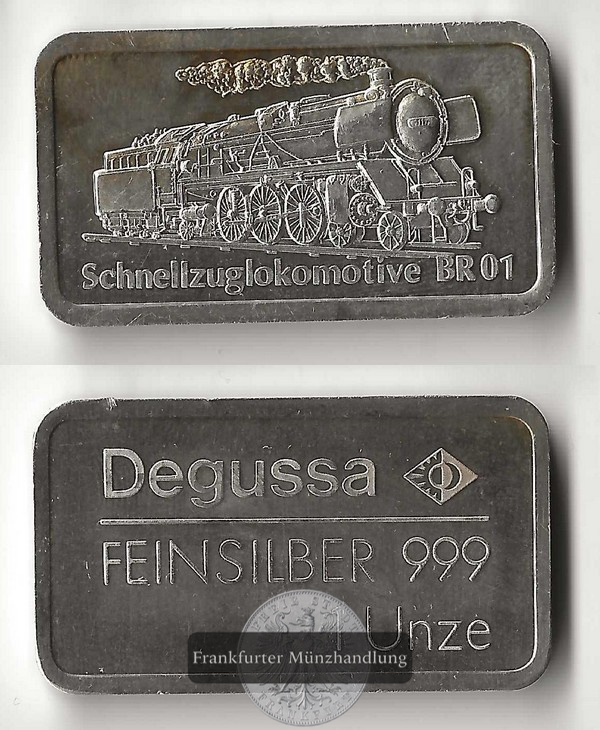 Schnellzuglokomotive BR 01
Degussa
FEINSILBER 999
1 Unze
Frankfurter Münzhandlung